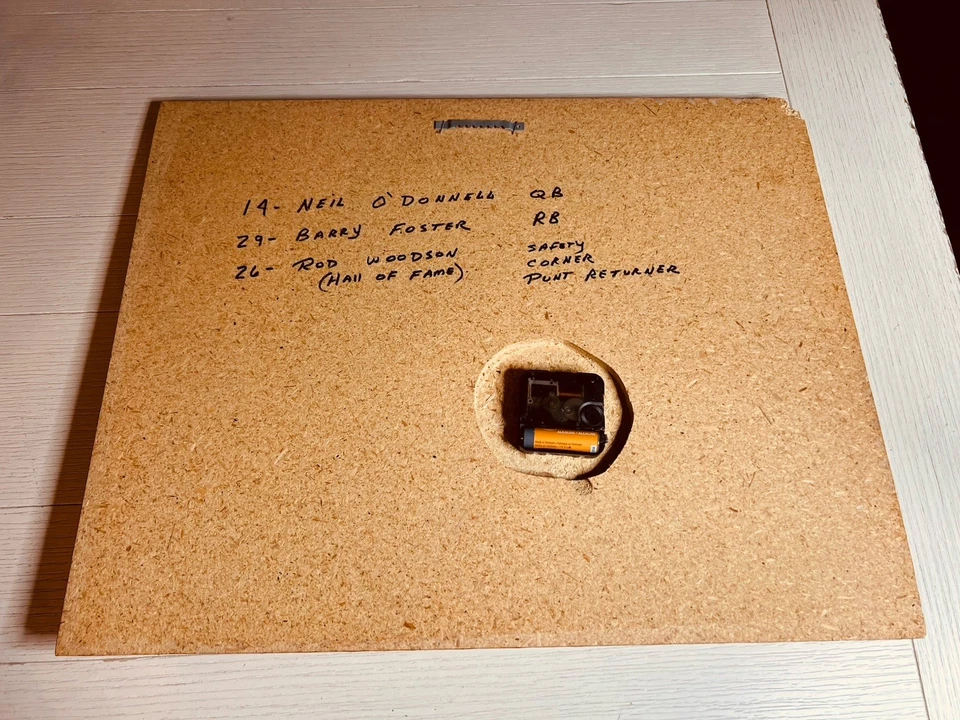 14- NEIL O'DONNELL QB
29- BARRY FOSTER RB
26- ROD WOODSON SAFETY
(HALL OF FAME) CORNER
PUNT RETURNER